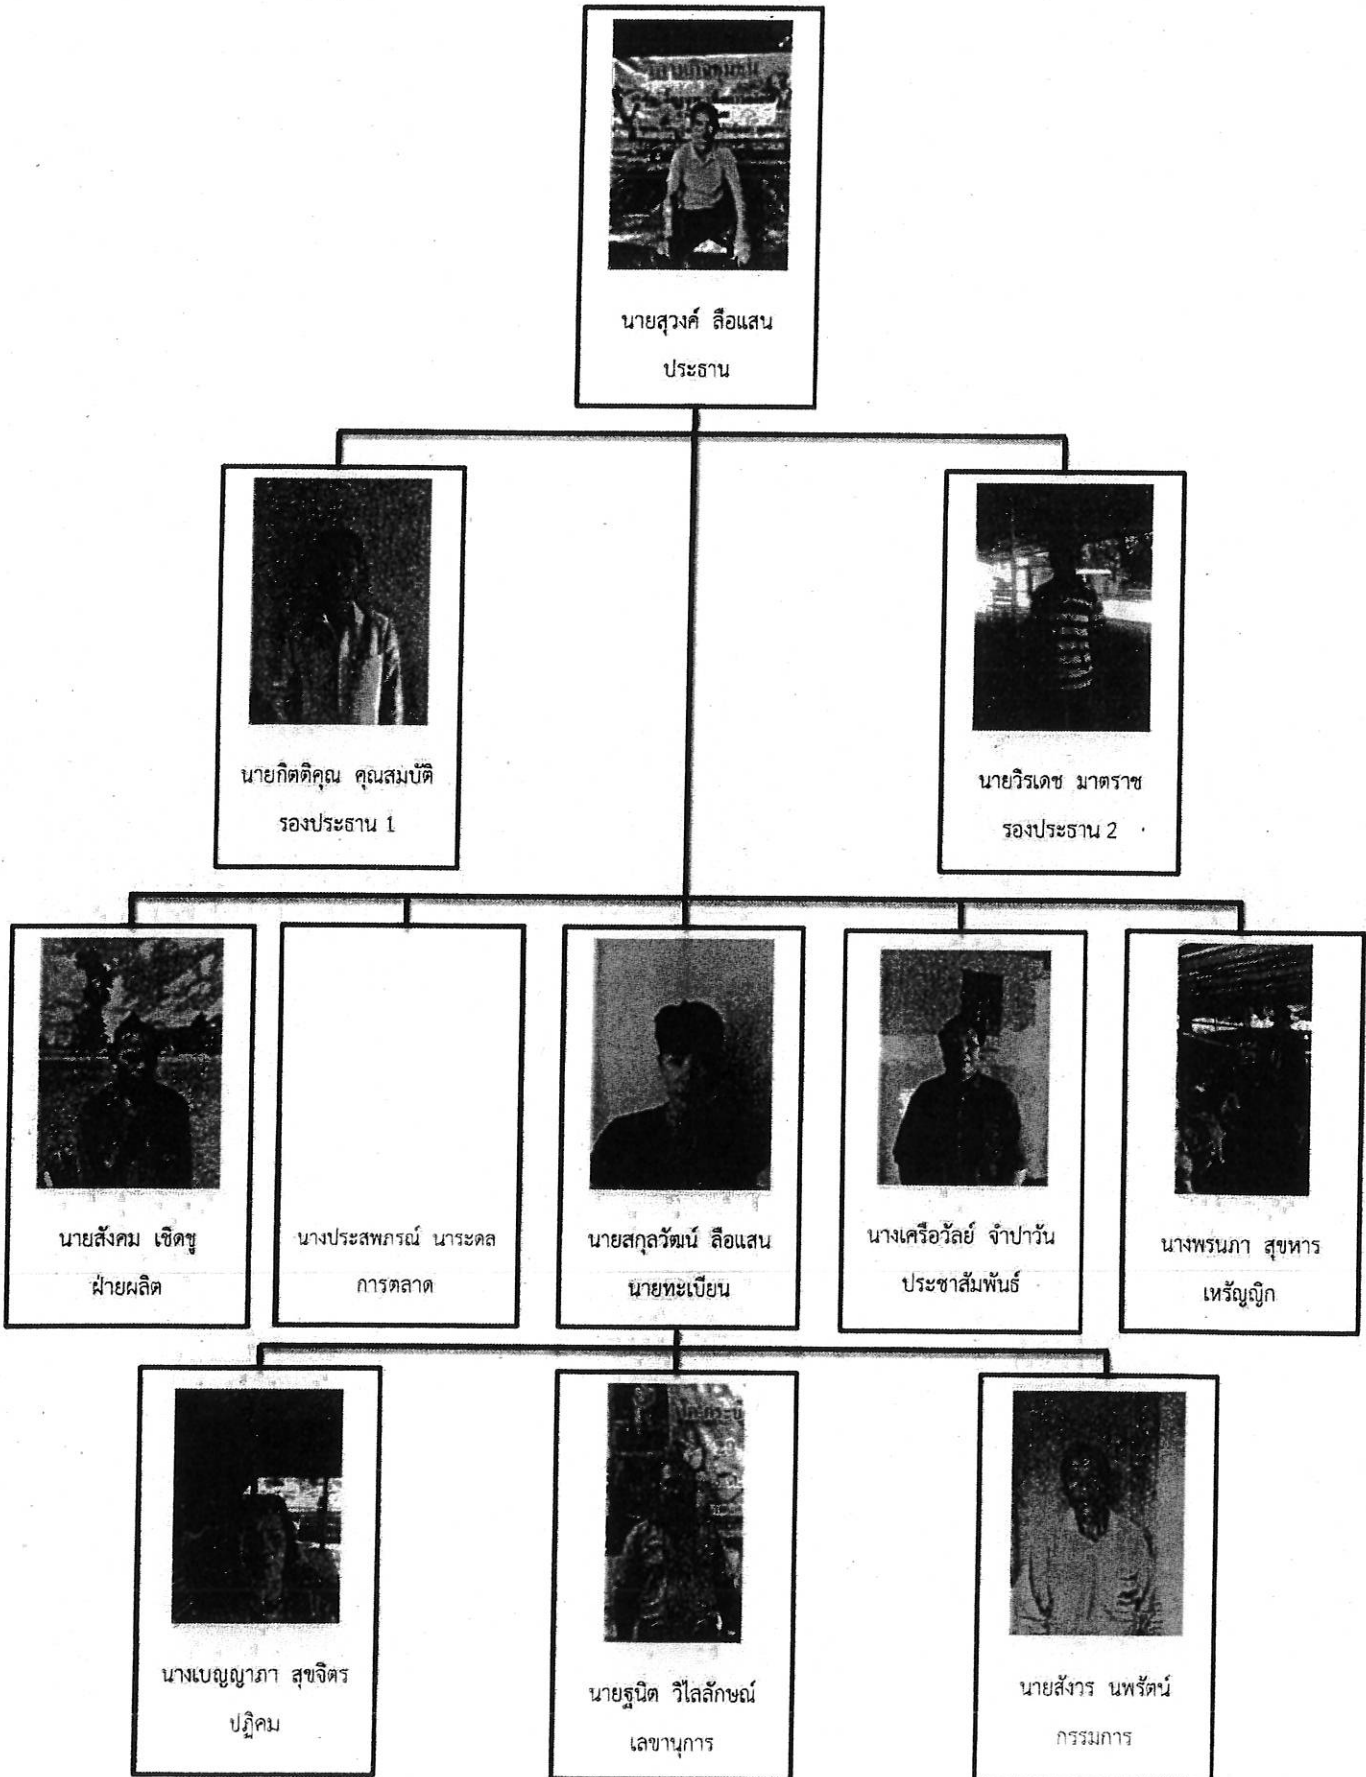 นายสุวงค์ ลือแสน
ประธาน
นายกิตติคุณ คุณสมบัติ
รองประธาน 1
นายวิรเดช มาตราช
รองประธาน 2
นายสังคม เชิดชู
ฝ่ายผลิต
นางประสพภรณ์ นาระดล
การตลาด
นายสกุลวัฒน์ ลือแสน
นายทะเบียน
นางเครือวัลย์ จำปาวัน
ประชาสัมพันธ์
นางพรนภา สุขหาร
เหรัญญิก
นางเบญญาภา สุขจิตร
ปฏิคม
นายฐนิต วิไลลักษณ์
เลขานุการ
นายสังวร นพรัตน์
กรรมการ